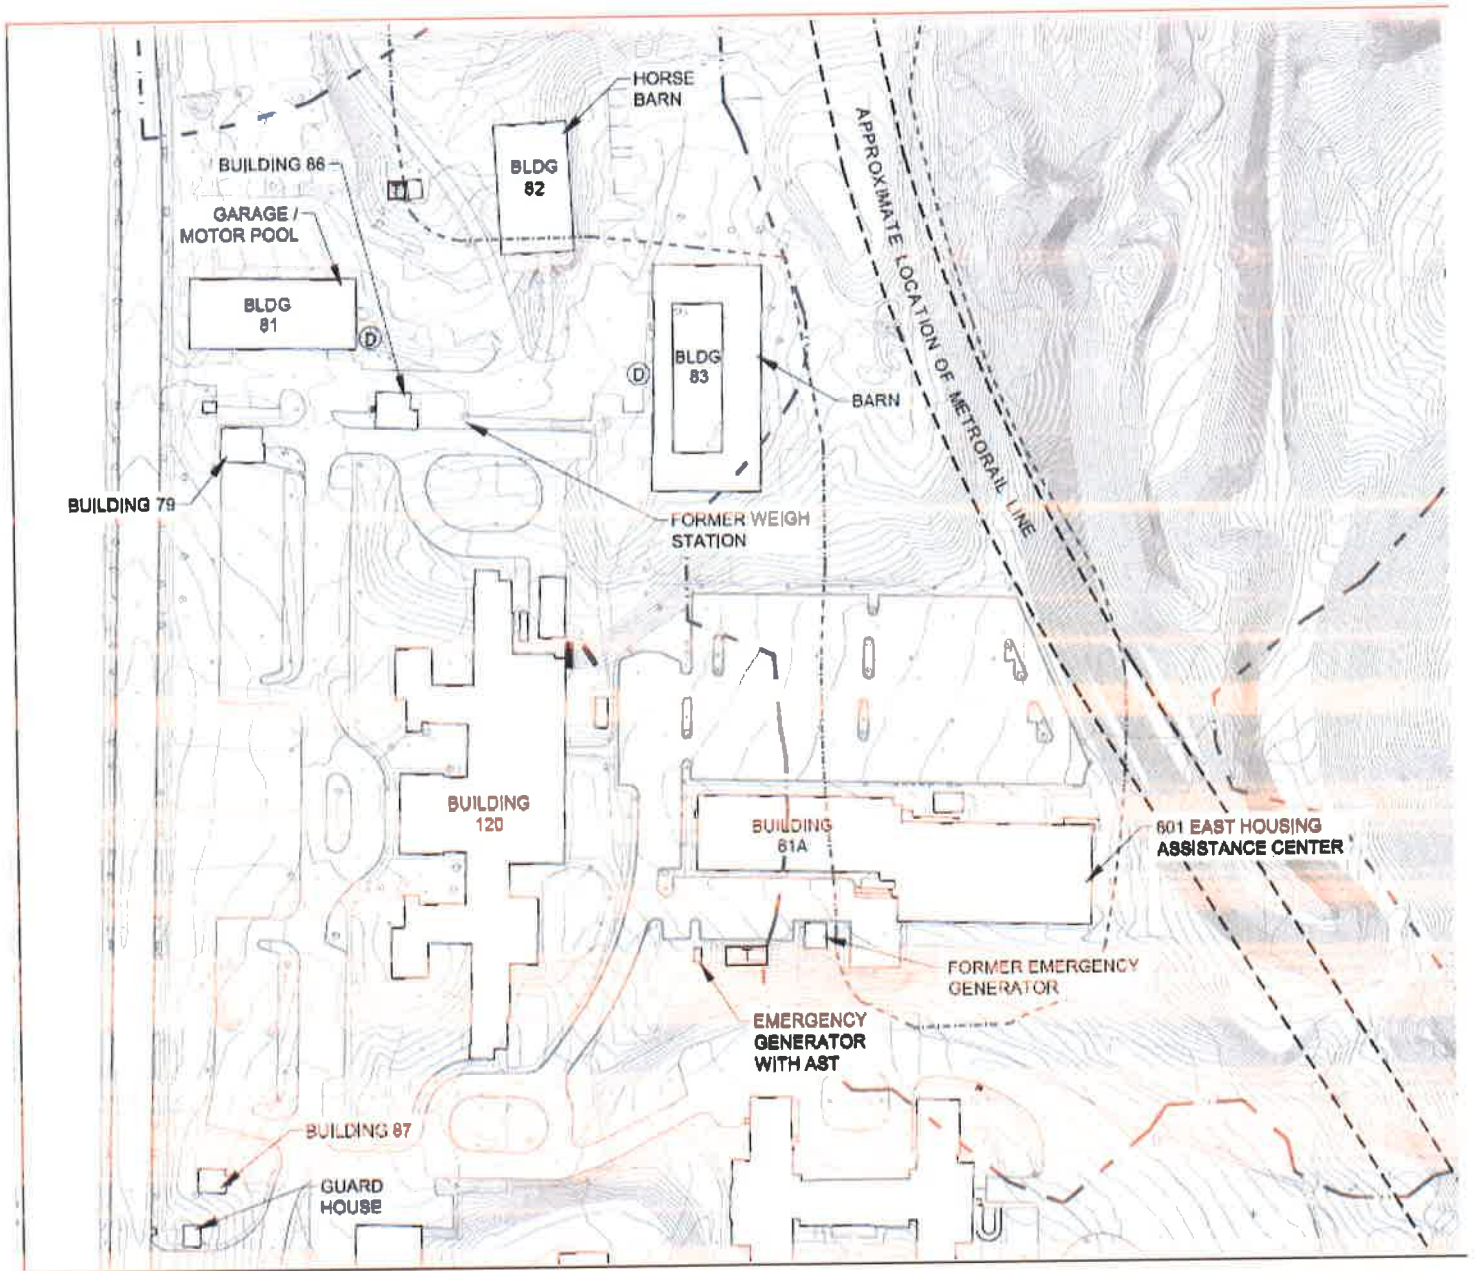 HORSE
BARN
BLDG
82
BUILDING 86
GARAGE /
MOTOR POOL
BLDG
81
D
BLDG
83
D
BARN
APPROXIMATE LOCATION OF METRORAIL LINE
BUILDING 79
FORMER WEIGH
STATION
BUILDING
120
BUILDING
81A
801 EAST HOUSING
ASSISTANCE CENTER
FORMER EMERGENCY
GENERATOR
EMERGENCY
GENERATOR
WITH AST
BUILDING 87
GUARD
HOUSE